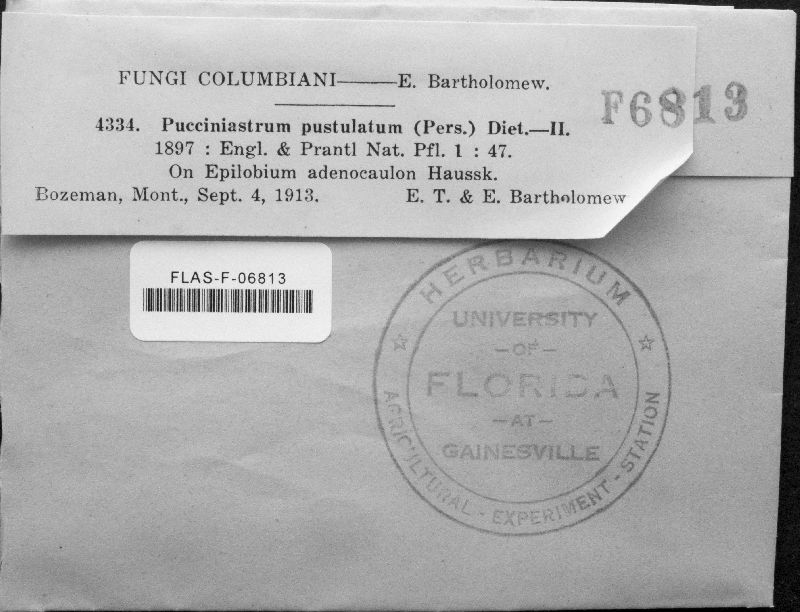 FUNGI COLUMBIANI——E. Bartholomew.
F6813
4334. Pucciniastrum pustulatum (Pers.) Diet.—II.
1897 : Engl. & Prantl Nat. Pfl. 1 : 47.
On Epilobium adenocaulon Haussk.
Bozeman, Mont., Sept. 4, 1913. E. T. & E. Bartholomew
FLAS-F-06813
HERBARIUM
UNIVERSITY
—OF—
FLORIDA
—AT—
GAINESVILLE
AGRICULTURAL - EXPERIMENT - STATION